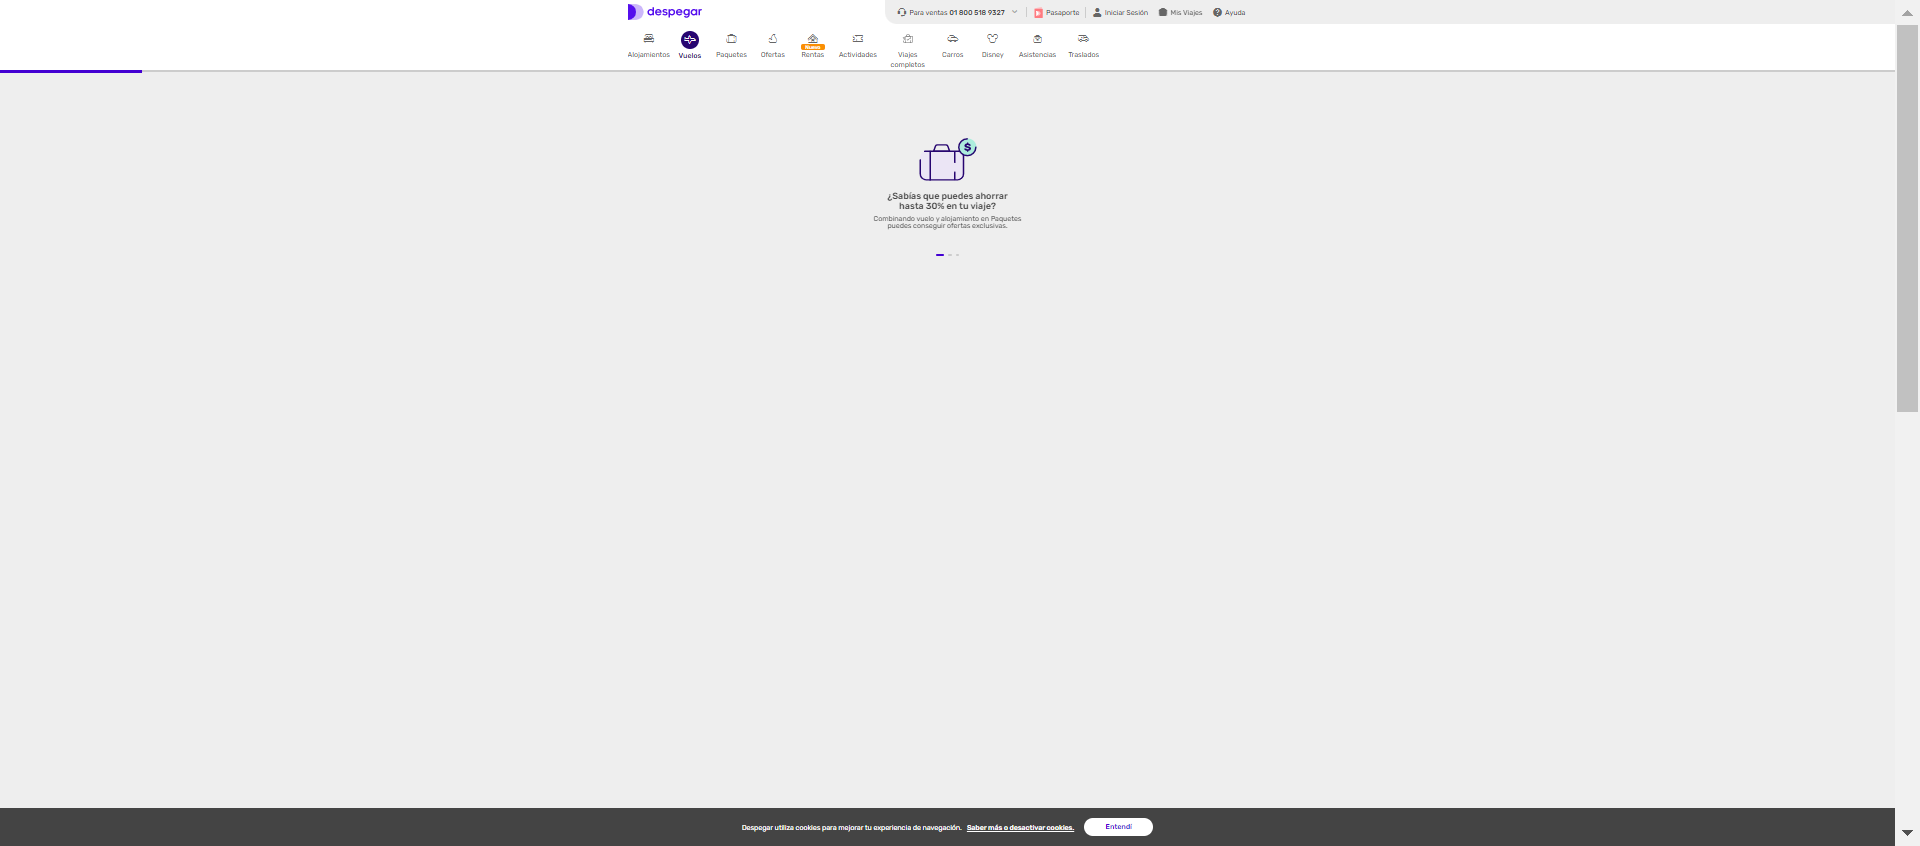 despegar
Para ventas 01 800 518 9327
Pasaporte
Iniciar Sesión
Mis Viajes
Ayuda
Alojamientos
Vuelos
Paquetes
Ofertas
Nuevo
Rentas
Actividades
Viajes
completos
Carros
Disney
Asistencias
Traslados
$
¿Sabías que puedes ahorrar
hasta 30% en tu viaje?
Combinando vuelo y alojamiento en Paquetes
puedes conseguir ofertas exclusivas.
Despegar utiliza cookies para mejorar tu experiencia de navegación. Saber más o desactivar cookies.
Entendí